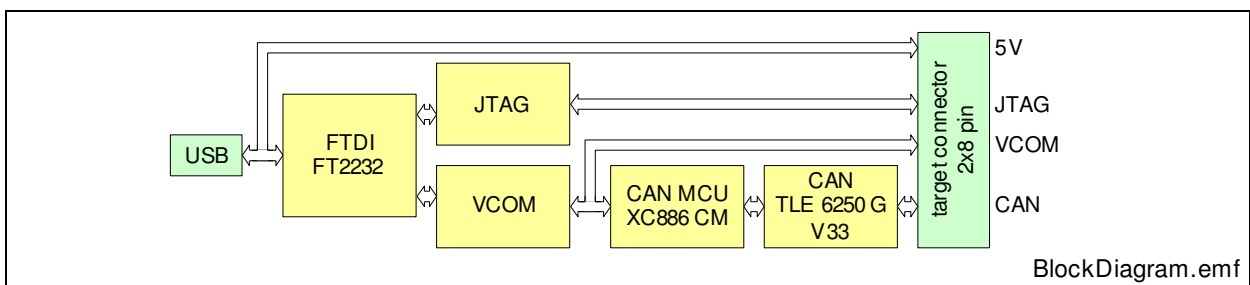 5V
JTAG
JTAG
USB
FTDI
FT2232
VCOM
VCOM
CAN MCU
XC886 CM
CAN
TLE 6250 G
V33
CAN
target connector
2x8 pin
BlockDiagram.emf